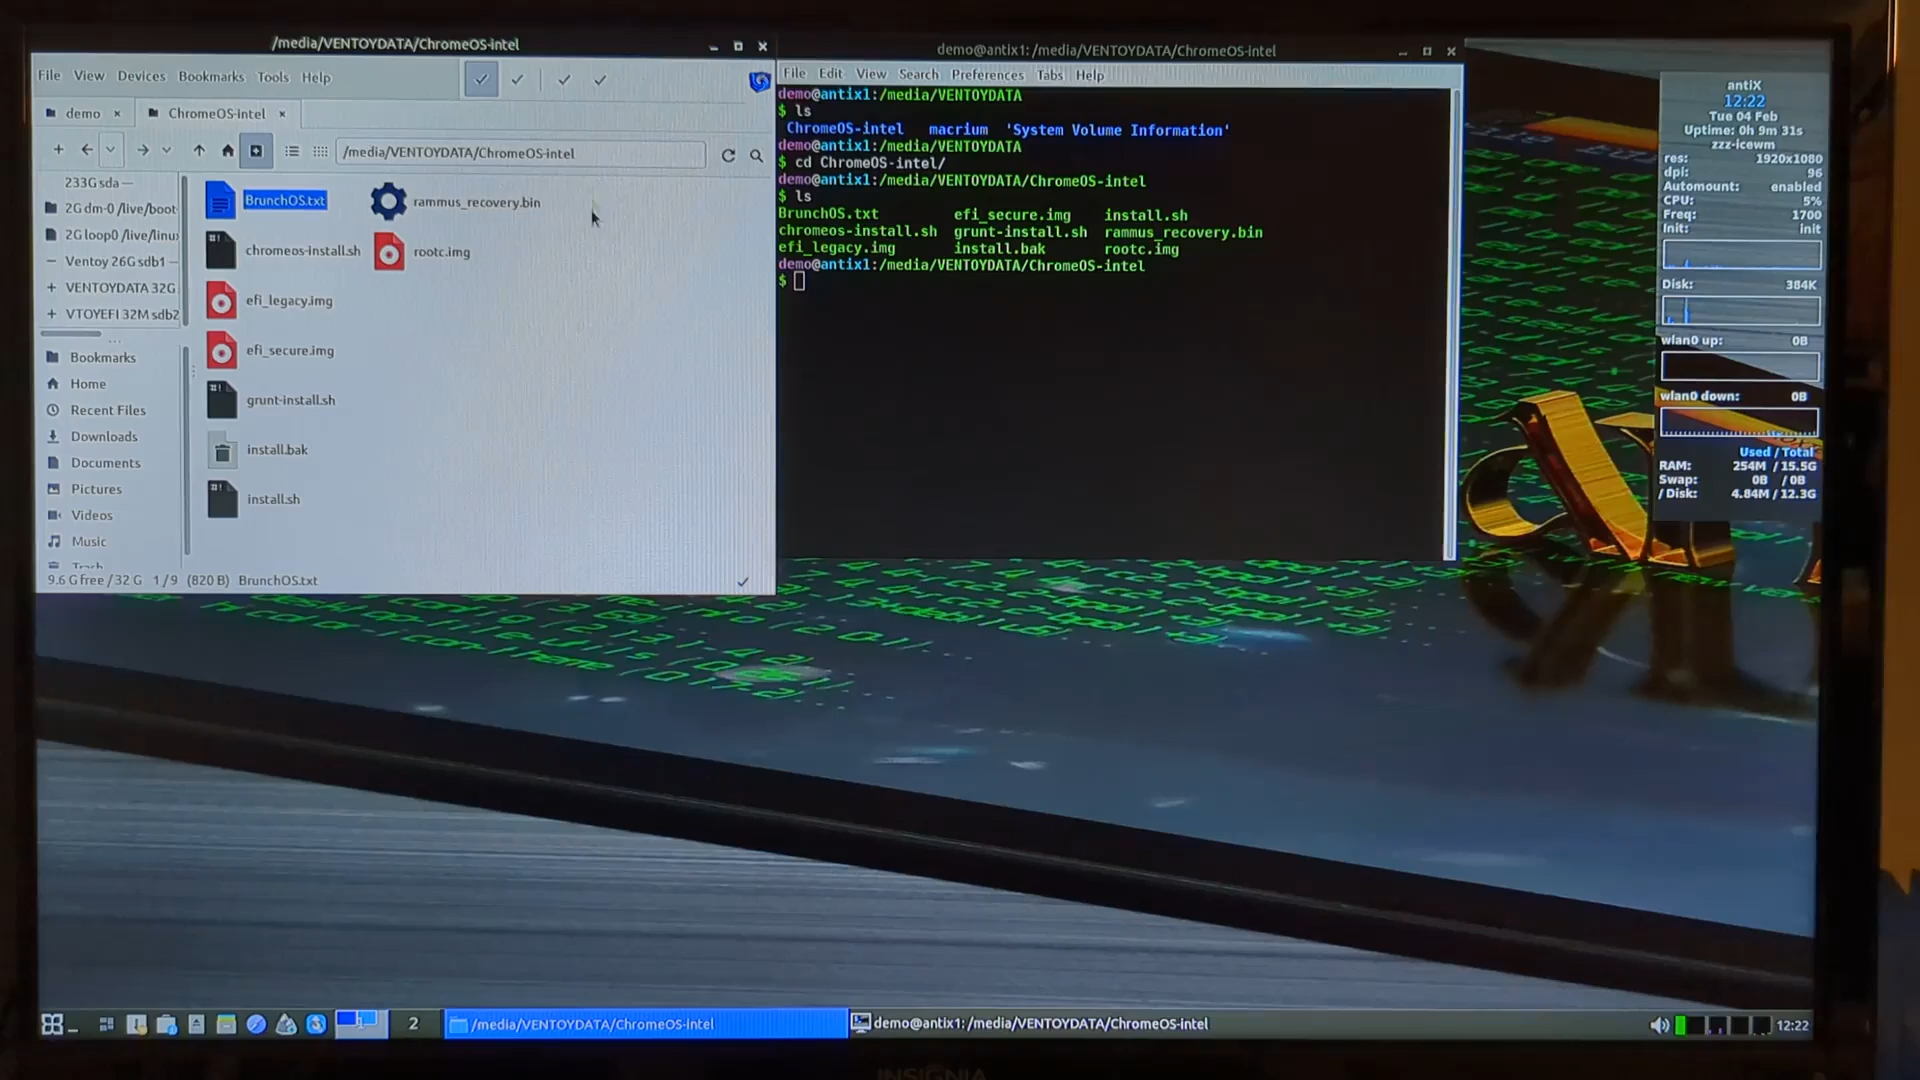 /media/VENTOYDATA/ChromeOS-intel
File View Devices Bookmarks Tools Help
demo
ChromeOS-intel
/media/VENTOYDATA/ChromeOS-intel
233G sda
2G dm-0 /live/boot
2G loop0 /live/linux
Ventoy 26G sdb1
VENTOYDATA 32G
VTOYEFI 32M sdb2
Bookmarks
Home
Recent Files
Downloads
Documents
Pictures
Videos
Music
Trash
BrunchOS.txt
chromeos-install.sh
efi_legacy.img
efi_secure.img
grunt-install.sh
install.bak
install.sh
rammus_recovery.bin
rootc.img
9.6 G free / 32 G 1 / 9 (820 B) BrunchOS.txt
demo@antix1: /media/VENTOYDATA/ChromeOS-intel
File Edit View Search Preferences Tabs Help
demo@antix1:/media/VENTOYDATA
$ ls
ChromeOS-intel macrium 'System Volume Information'
demo@antix1:/media/VENTOYDATA
$ cd ChromeOS-intel/
demo@antix1:/media/VENTOYDATA/ChromeOS-intel
$ ls
BrunchOS.txt efi_secure.img install.sh
chromeos-install.sh grunt-install.sh rammus_recovery.bin
efi_legacy.img install.bak rootc.img
demo@antix1:/media/VENTOYDATA/ChromeOS-intel
$
antiX
12:22
Tue 04 Feb
Uptime: 0h 9m 31s
zzz-icewm
res: 1920x1080
dpi: 96
Automount: enabled
CPU: 5%
Freq: 1700
Init: init
Disk: 384K
wlan0 up: 0B
wlan0 down: 0B
Used / Total
RAM: 254M / 15.5G
Swap: 0B / 0B
/ Disk: 4.84M / 12.3G
2
/media/VENTOYDATA/ChromeOS-intel
demo@antix1: /media/VENTOYDATA/ChromeOS-intel
12:22
INSIGNIA